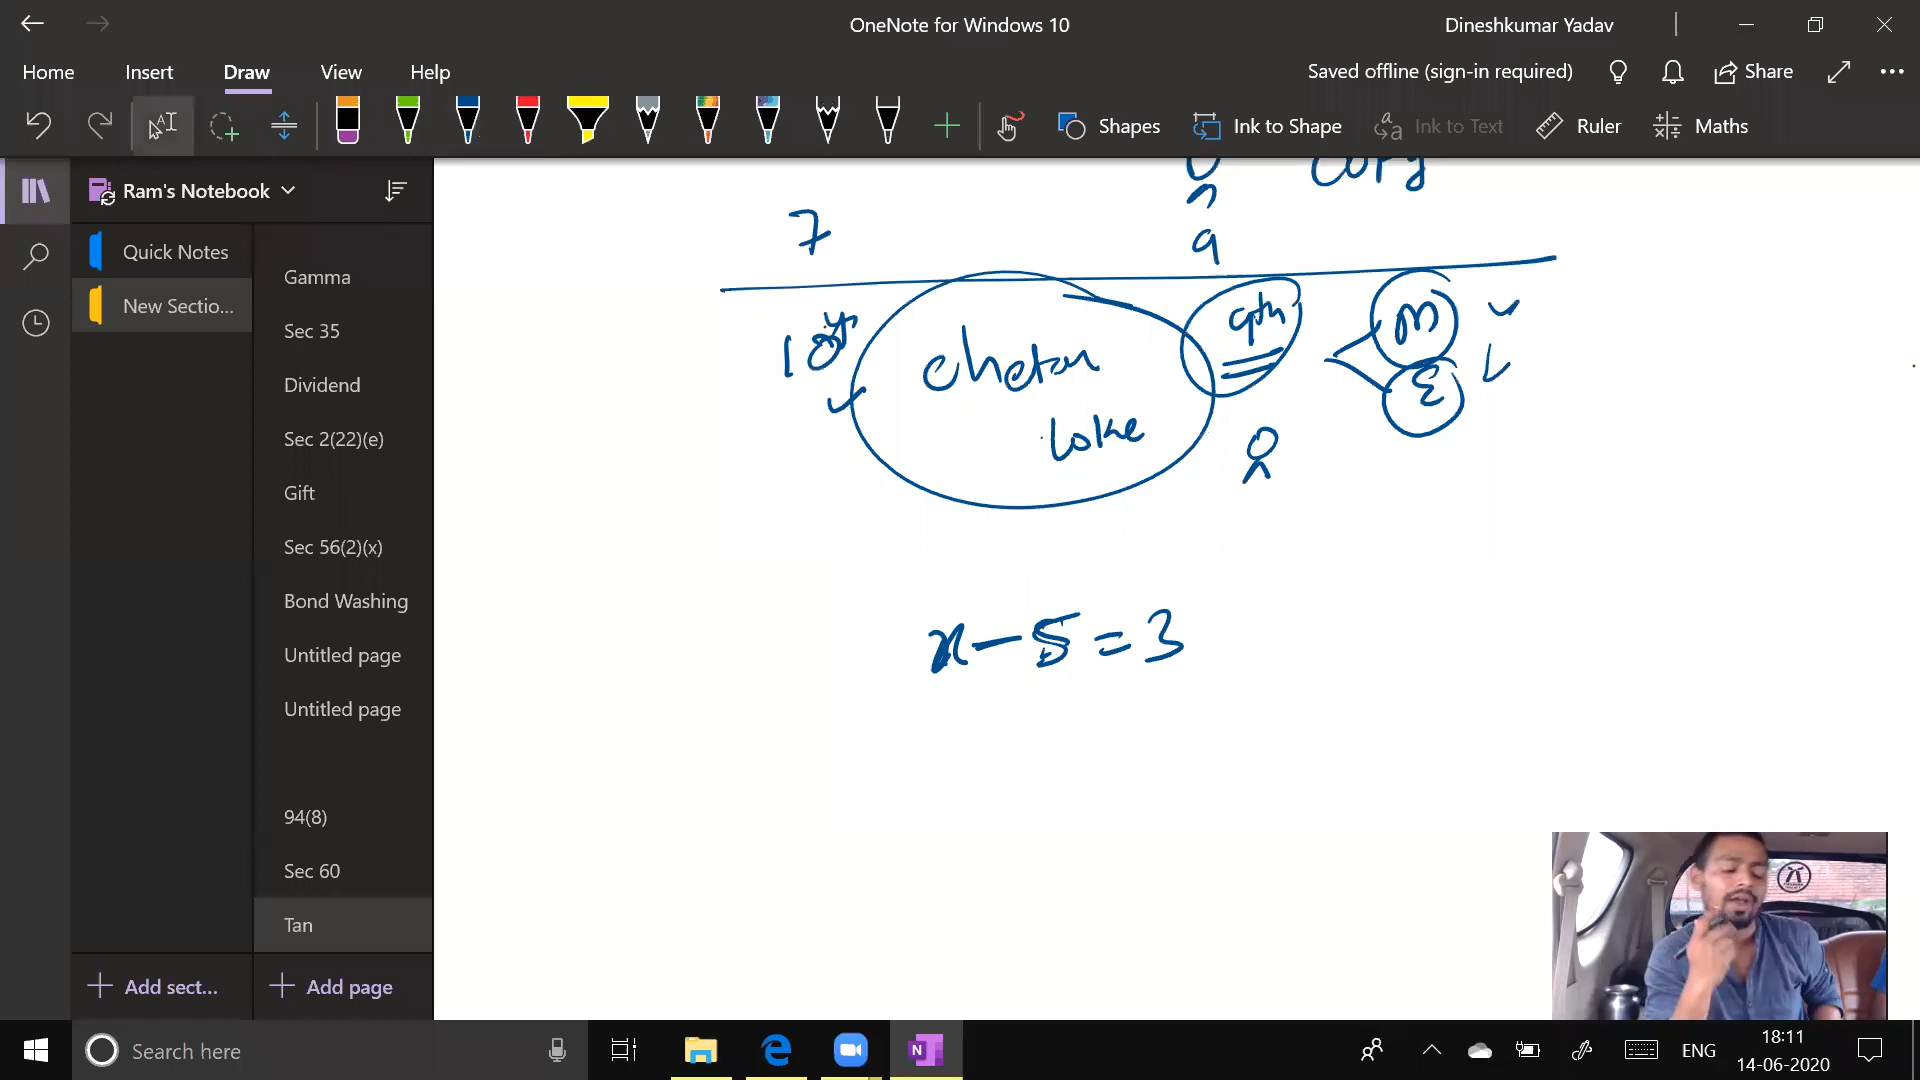 OneNote for Windows 10
Dineshkumar Yadav
Home Insert Draw View Help
Saved offline (sign-in required)
Share
Shapes
Ink to Shape
Ink to Text
Ruler
Maths
Ram's Notebook
Quick Notes
New Sectio...
Gamma
Sec 35
Dividend
Sec 2(22)(e)
Gift
Sec 56(2)(x)
Bond Washing
Untitled page
Untitled page
94(8)
Sec 60
Tan
Add sect...
Add page
copy
7
9
9th
M
E
x - 5 = 3
Search here
ENG
18:11
14-06-2020